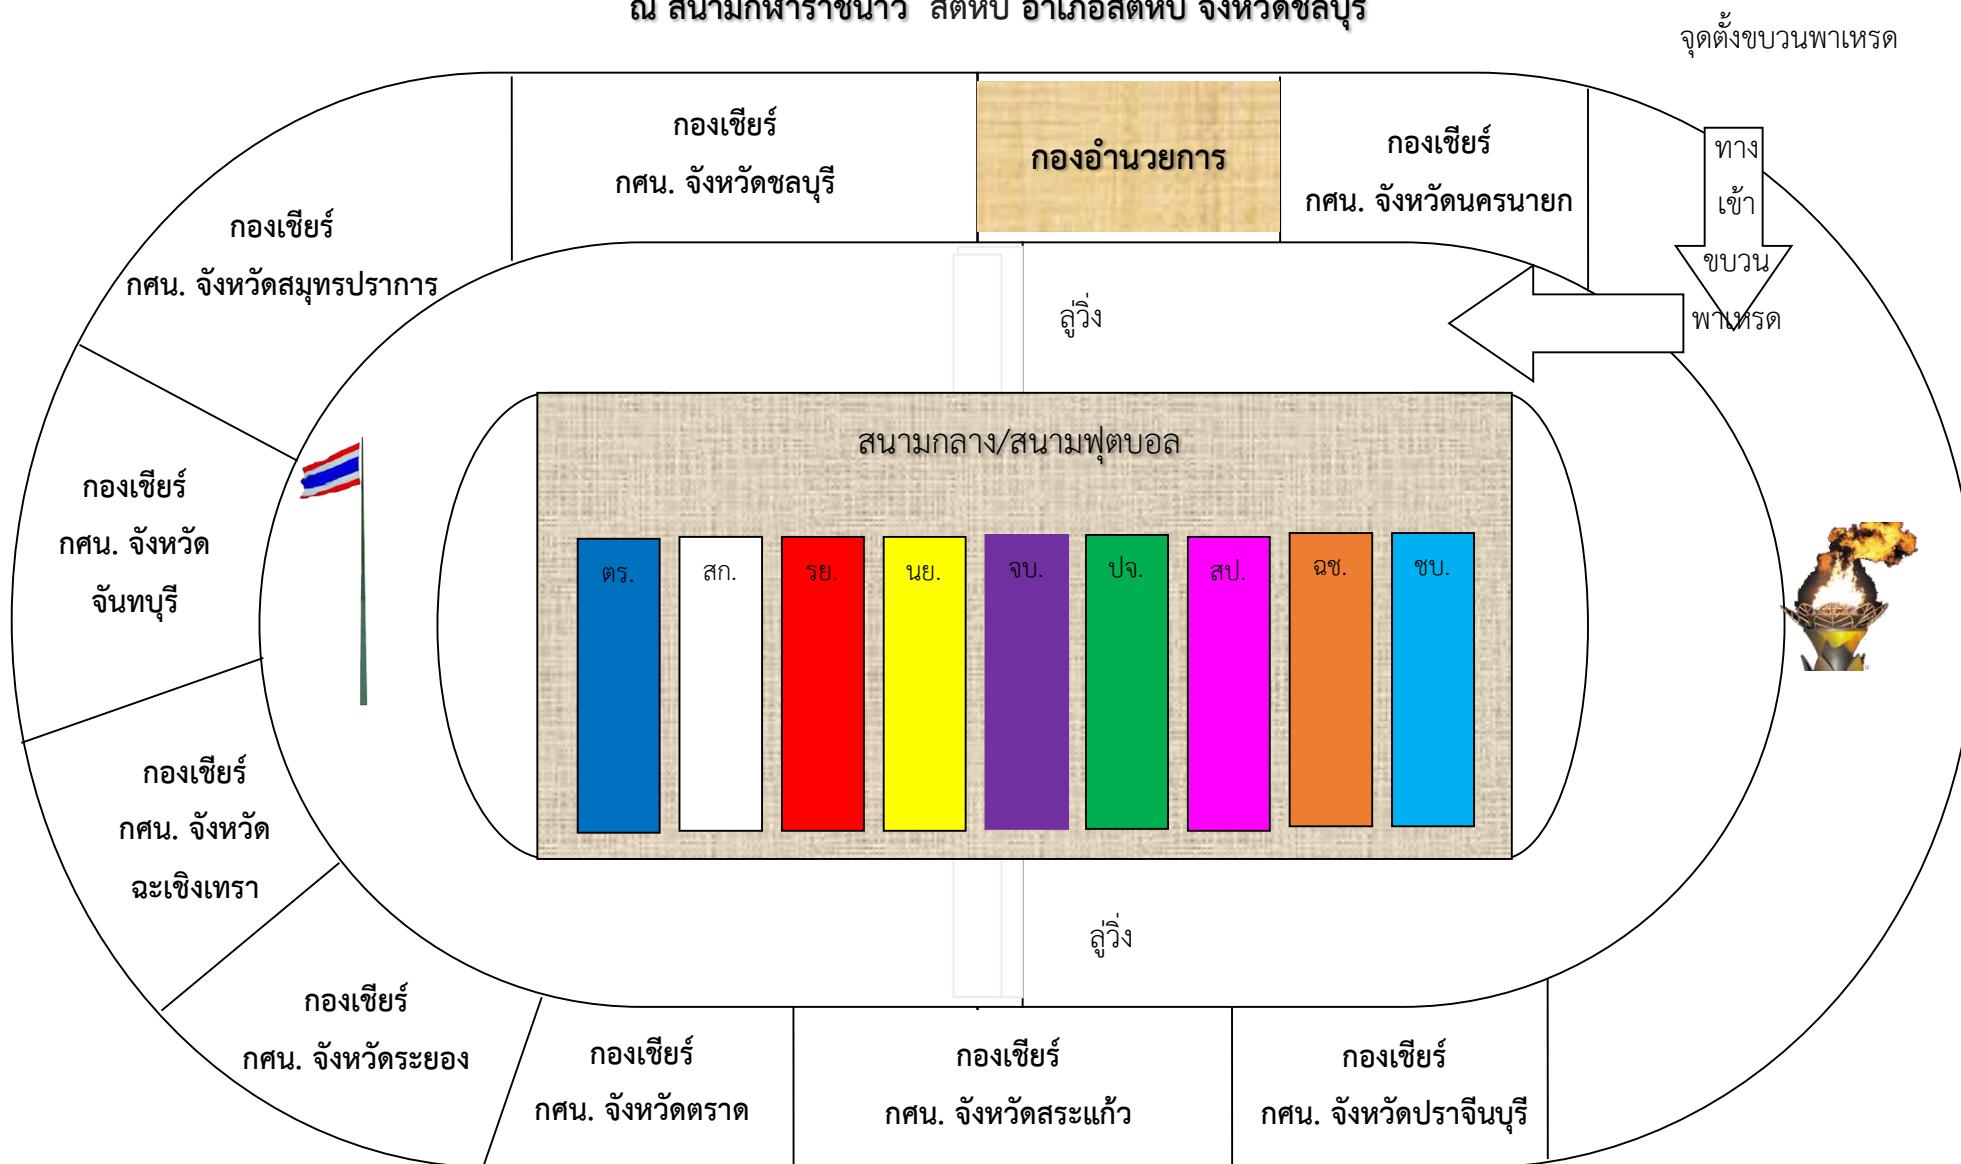 ณ สนามกีฬาราชนาวี สัตหีบ อำเภอสัตหีบ จังหวัดชลบุรี
จุดตั้งขบวนพาเหรด
กองเชียร์
กศน. จังหวัดชลบุรี
กองอำนวยการ
กองเชียร์
กศน. จังหวัดนครนายก
ทาง
เข้า
ขบวน
พาเหรด
กองเชียร์
กศน. จังหวัดสมุทรปราการ
ลู่วิ่ง
สนามกลาง/สนามฟุตบอล
กองเชียร์
กศน. จังหวัด
จันทบุรี
ตร.
สก.
รย.
นย.
จบ.
ปจ.
สป.
ฉช.
ชบ.
กองเชียร์
กศน. จังหวัด
ฉะเชิงเทรา
ลู่วิ่ง
กองเชียร์
กศน. จังหวัดระยอง
กองเชียร์
กศน. จังหวัดตราด
กองเชียร์
กศน. จังหวัดสระแก้ว
กองเชียร์
กศน. จังหวัดปราจีนบุรี